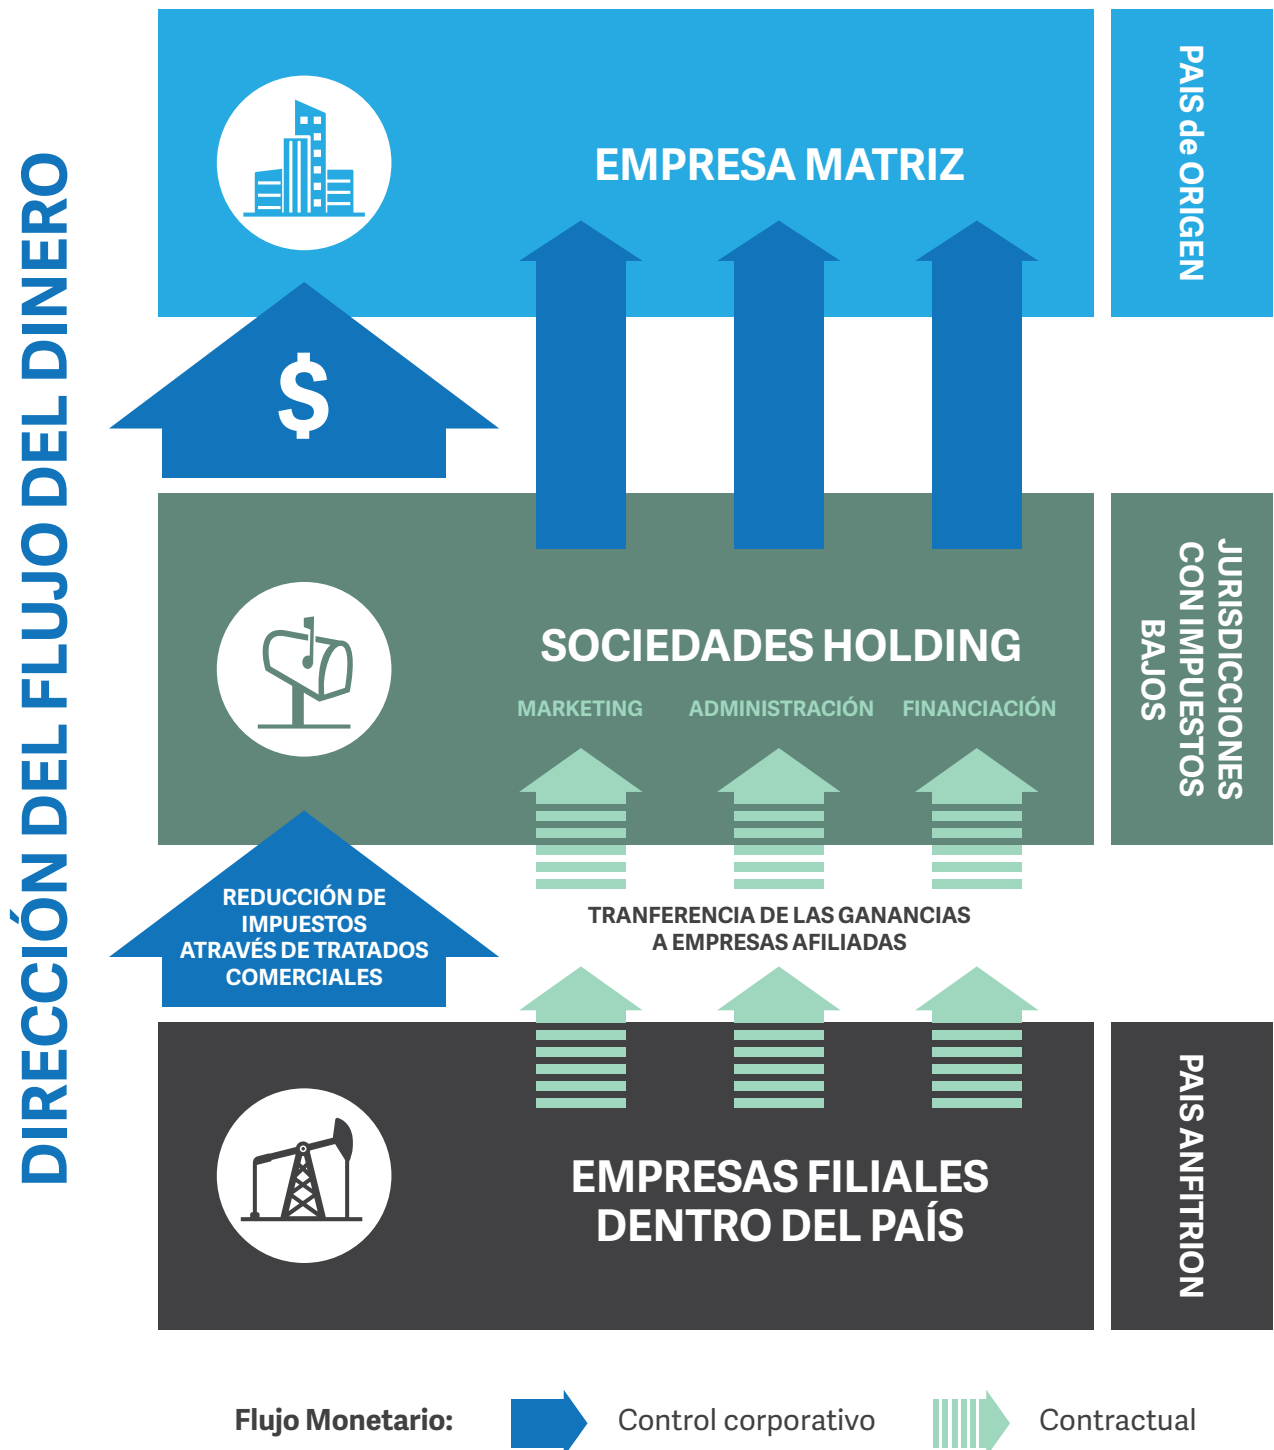 DIRECCIÓN DEL FLUJO DEL DINERO
EMPRESA MATRIZ
PAIS de ORIGEN
$
SOCIEDADES HOLDING
MARKETING
ADMINISTRACIÓN
FINANCIACIÓN
JURISDICCIONES
CON IMPUESTOS
BAJOS
REDUCCIÓN DE
IMPUESTOS
ATRAVÉS DE TRATADOS
COMERCIALES
TRANFERENCIA DE LAS GANANCIAS
A EMPRESAS AFILIADAS
EMPRESAS FILIALES
DENTRO DEL PAÍS
PAIS ANFITRION
Flujo Monetario:
Control corporativo
Contractual